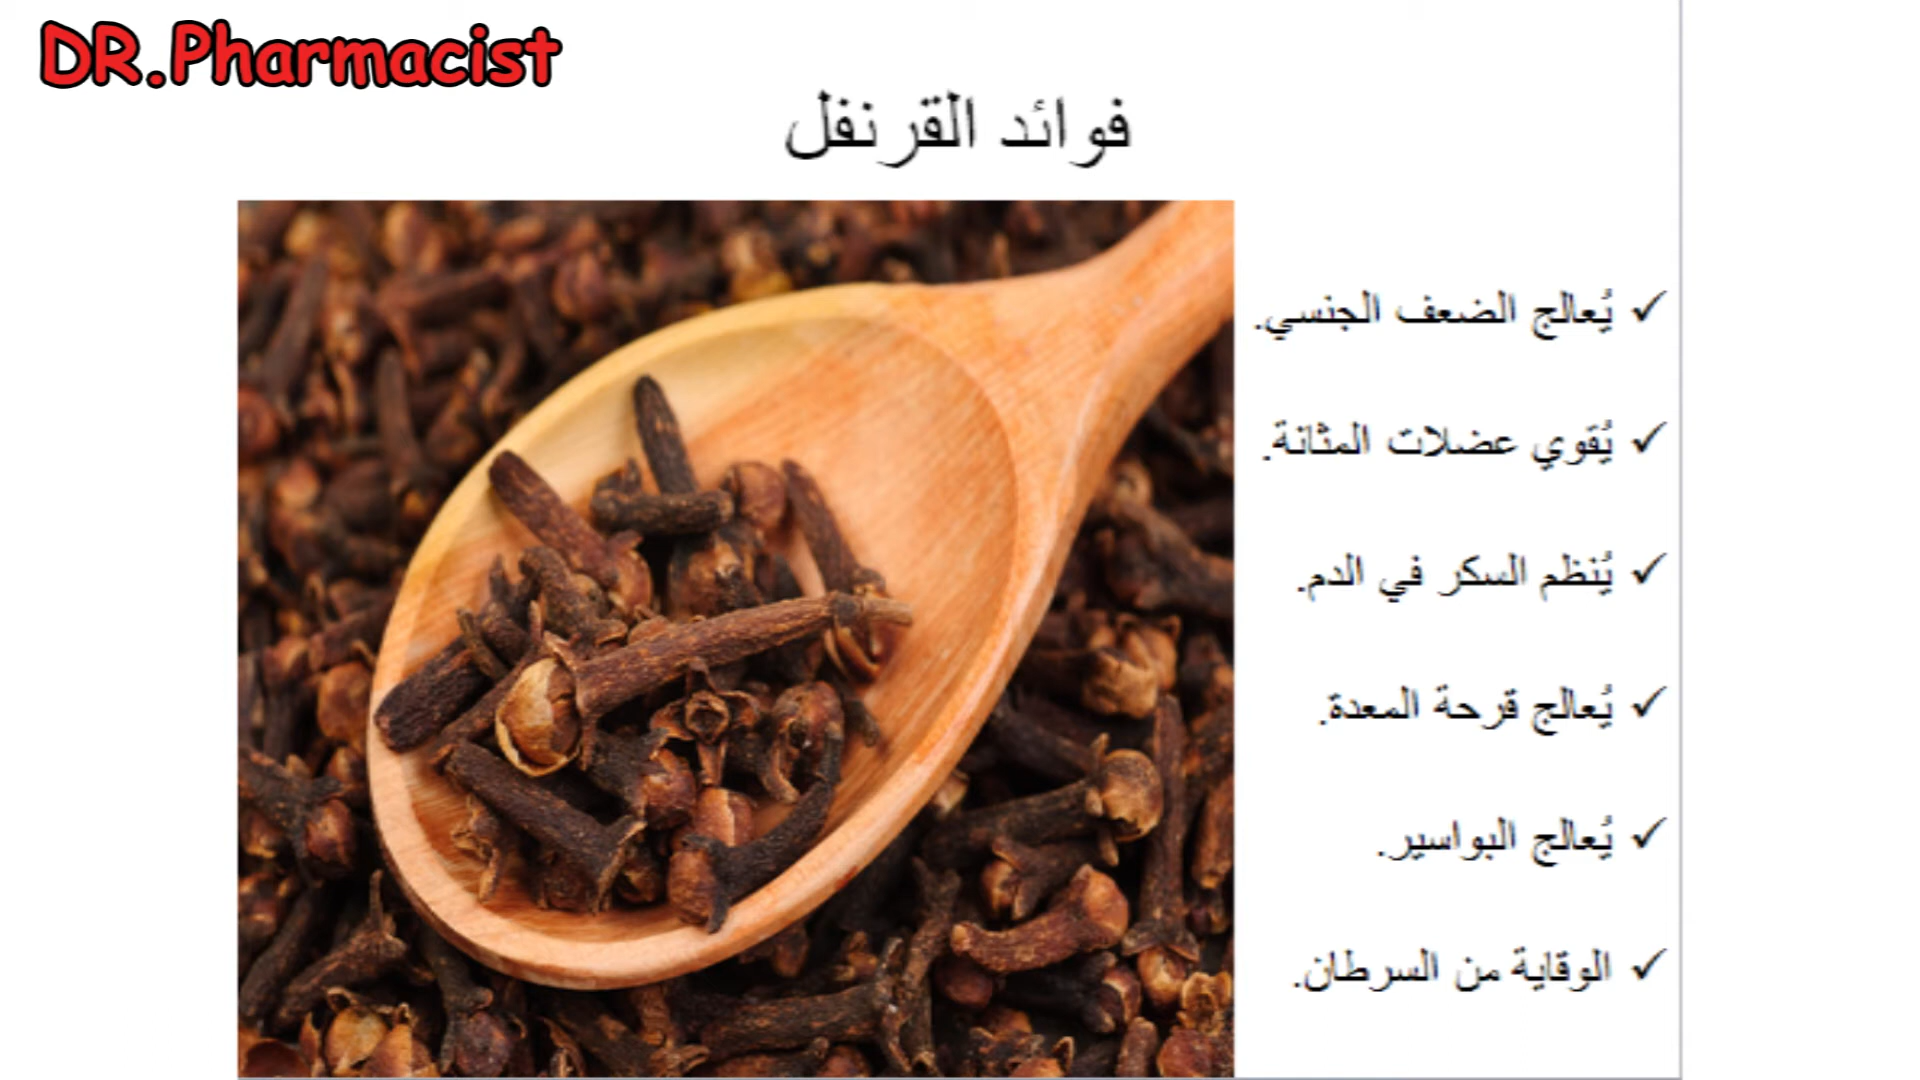 DR.Pharmacist
فوائد القرنفل
✓ يُعالج الضعف الجنسي.
✓ يُقوي عضلات المثانة.
✓ يُنظم السكر في الدم.
✓ يُعالج قرحة المعدة.
✓ يُعالج البواسير.
✓ الوقاية من السرطان.